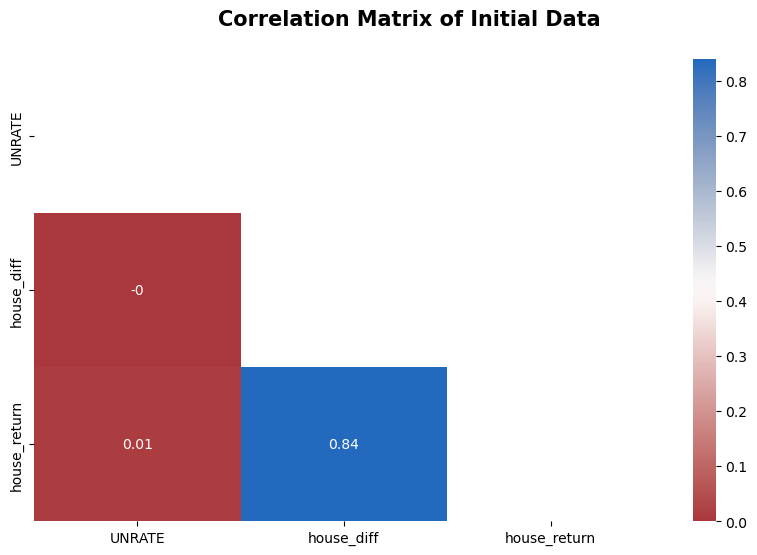 Correlation Matrix of Initial Data
UNRATE
house_diff
-0
house_return
0.01
0.84
UNRATE
house_diff
house_return
0.8
0.7
0.6
0.5
0.4
0.3
0.2
0.1
0.0